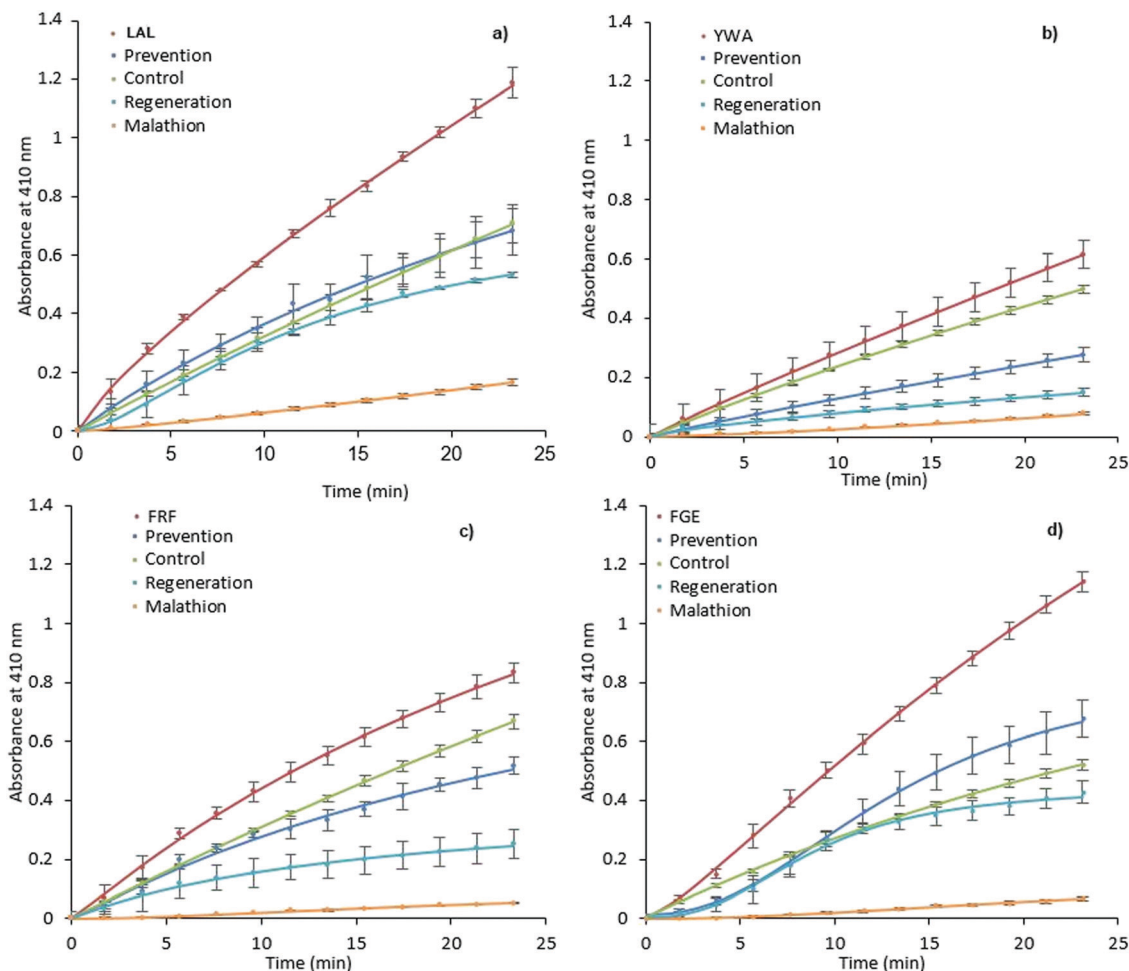 a)
LAL
Prevention
Control
Regeneration
Malathion
Absorbance at 410 nm
1.4
1.2
1
0.8
0.6
0.4
0.2
0
0 5 10 15 20 25
Time (min)
b)
YWA
Prevention
Control
Regeneration
Malathion
Absorbance at 410 nm
1.4
1.2
1
0.8
0.6
0.4
0.2
0
0 5 10 15 20 25
Time (min)
c)
FRF
Prevention
Control
Regeneration
Malathion
Absorbance at 410 nm
1.4
1.2
1
0.8
0.6
0.4
0.2
0
0 5 10 15 20 25
Time (min)
d)
FGE
Prevention
Control
Regeneration
Malathion
Absorbance at 410 nm
1.4
1.2
1
0.8
0.6
0.4
0.2
0
0 5 10 15 20 25
Time (min)